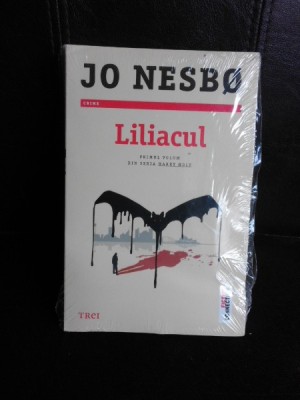 JO NESBØ
CRIME
Liliacul
PRIMUL VOLUM
DIN SERIA HARRY HOLE
TREI